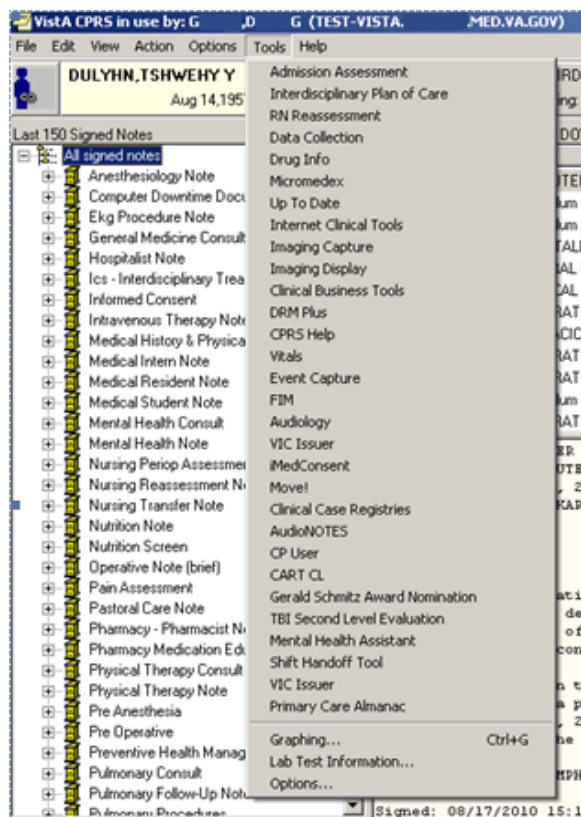 VistA CPRS in use by: G ,D G (TEST-VISTA. .MED.VA.GOV)
File Edit View Action Options Tools Help
DULYHN,TSHWEHY Y
Aug 14,195
Last 150 Signed Notes
All signed notes
Anesthesiology Note
Computer Downtime Docu
Ekg Procedure Note
General Medicine Consult
Hospitalist Note
Ics - Interdisciplinary Trea
Informed Consent
Intravenous Therapy Note
Medical History & Physica
Medical Intern Note
Medical Resident Note
Medical Student Note
Mental Health Consult
Mental Health Note
Nursing Periop Assessmen
Nursing Reassessment N
Nursing Transfer Note
Nutrition Note
Nutrition Screen
Operative Note (brief)
Pain Assessment
Pastoral Care Note
Pharmacy - Pharmacist N
Pharmacy Medication Edu
Physical Therapy Consult
Physical Therapy Note
Pre Anesthesia
Pre Operative
Preventive Health Manag
Pulmonary Consult
Pulmonary Follow-Up Note
Pulmonary Procedures
Admission Assessment
Interdisciplinary Plan of Care
RN Reassessment
Data Collection
Drug Info
Micromedex
Up To Date
Internet Clinical Tools
Imaging Capture
Imaging Display
Clinical Business Tools
DRM Plus
CPRS Help
Vitals
Event Capture
FIM
Audiology
VIC Issuer
iMedConsent
Move!
Clinical Case Registries
AudioNOTES
CP User
CART CL
Gerald Schmitz Award Nomination
TBI Second Level Evaluation
Mental Health Assistant
Shift Handoff Tool
VIC Issuer
Primary Care Almanac
Graphing... Ctrl+G
Lab Test Information...
Options...
Signed: 08/17/2010 15:1